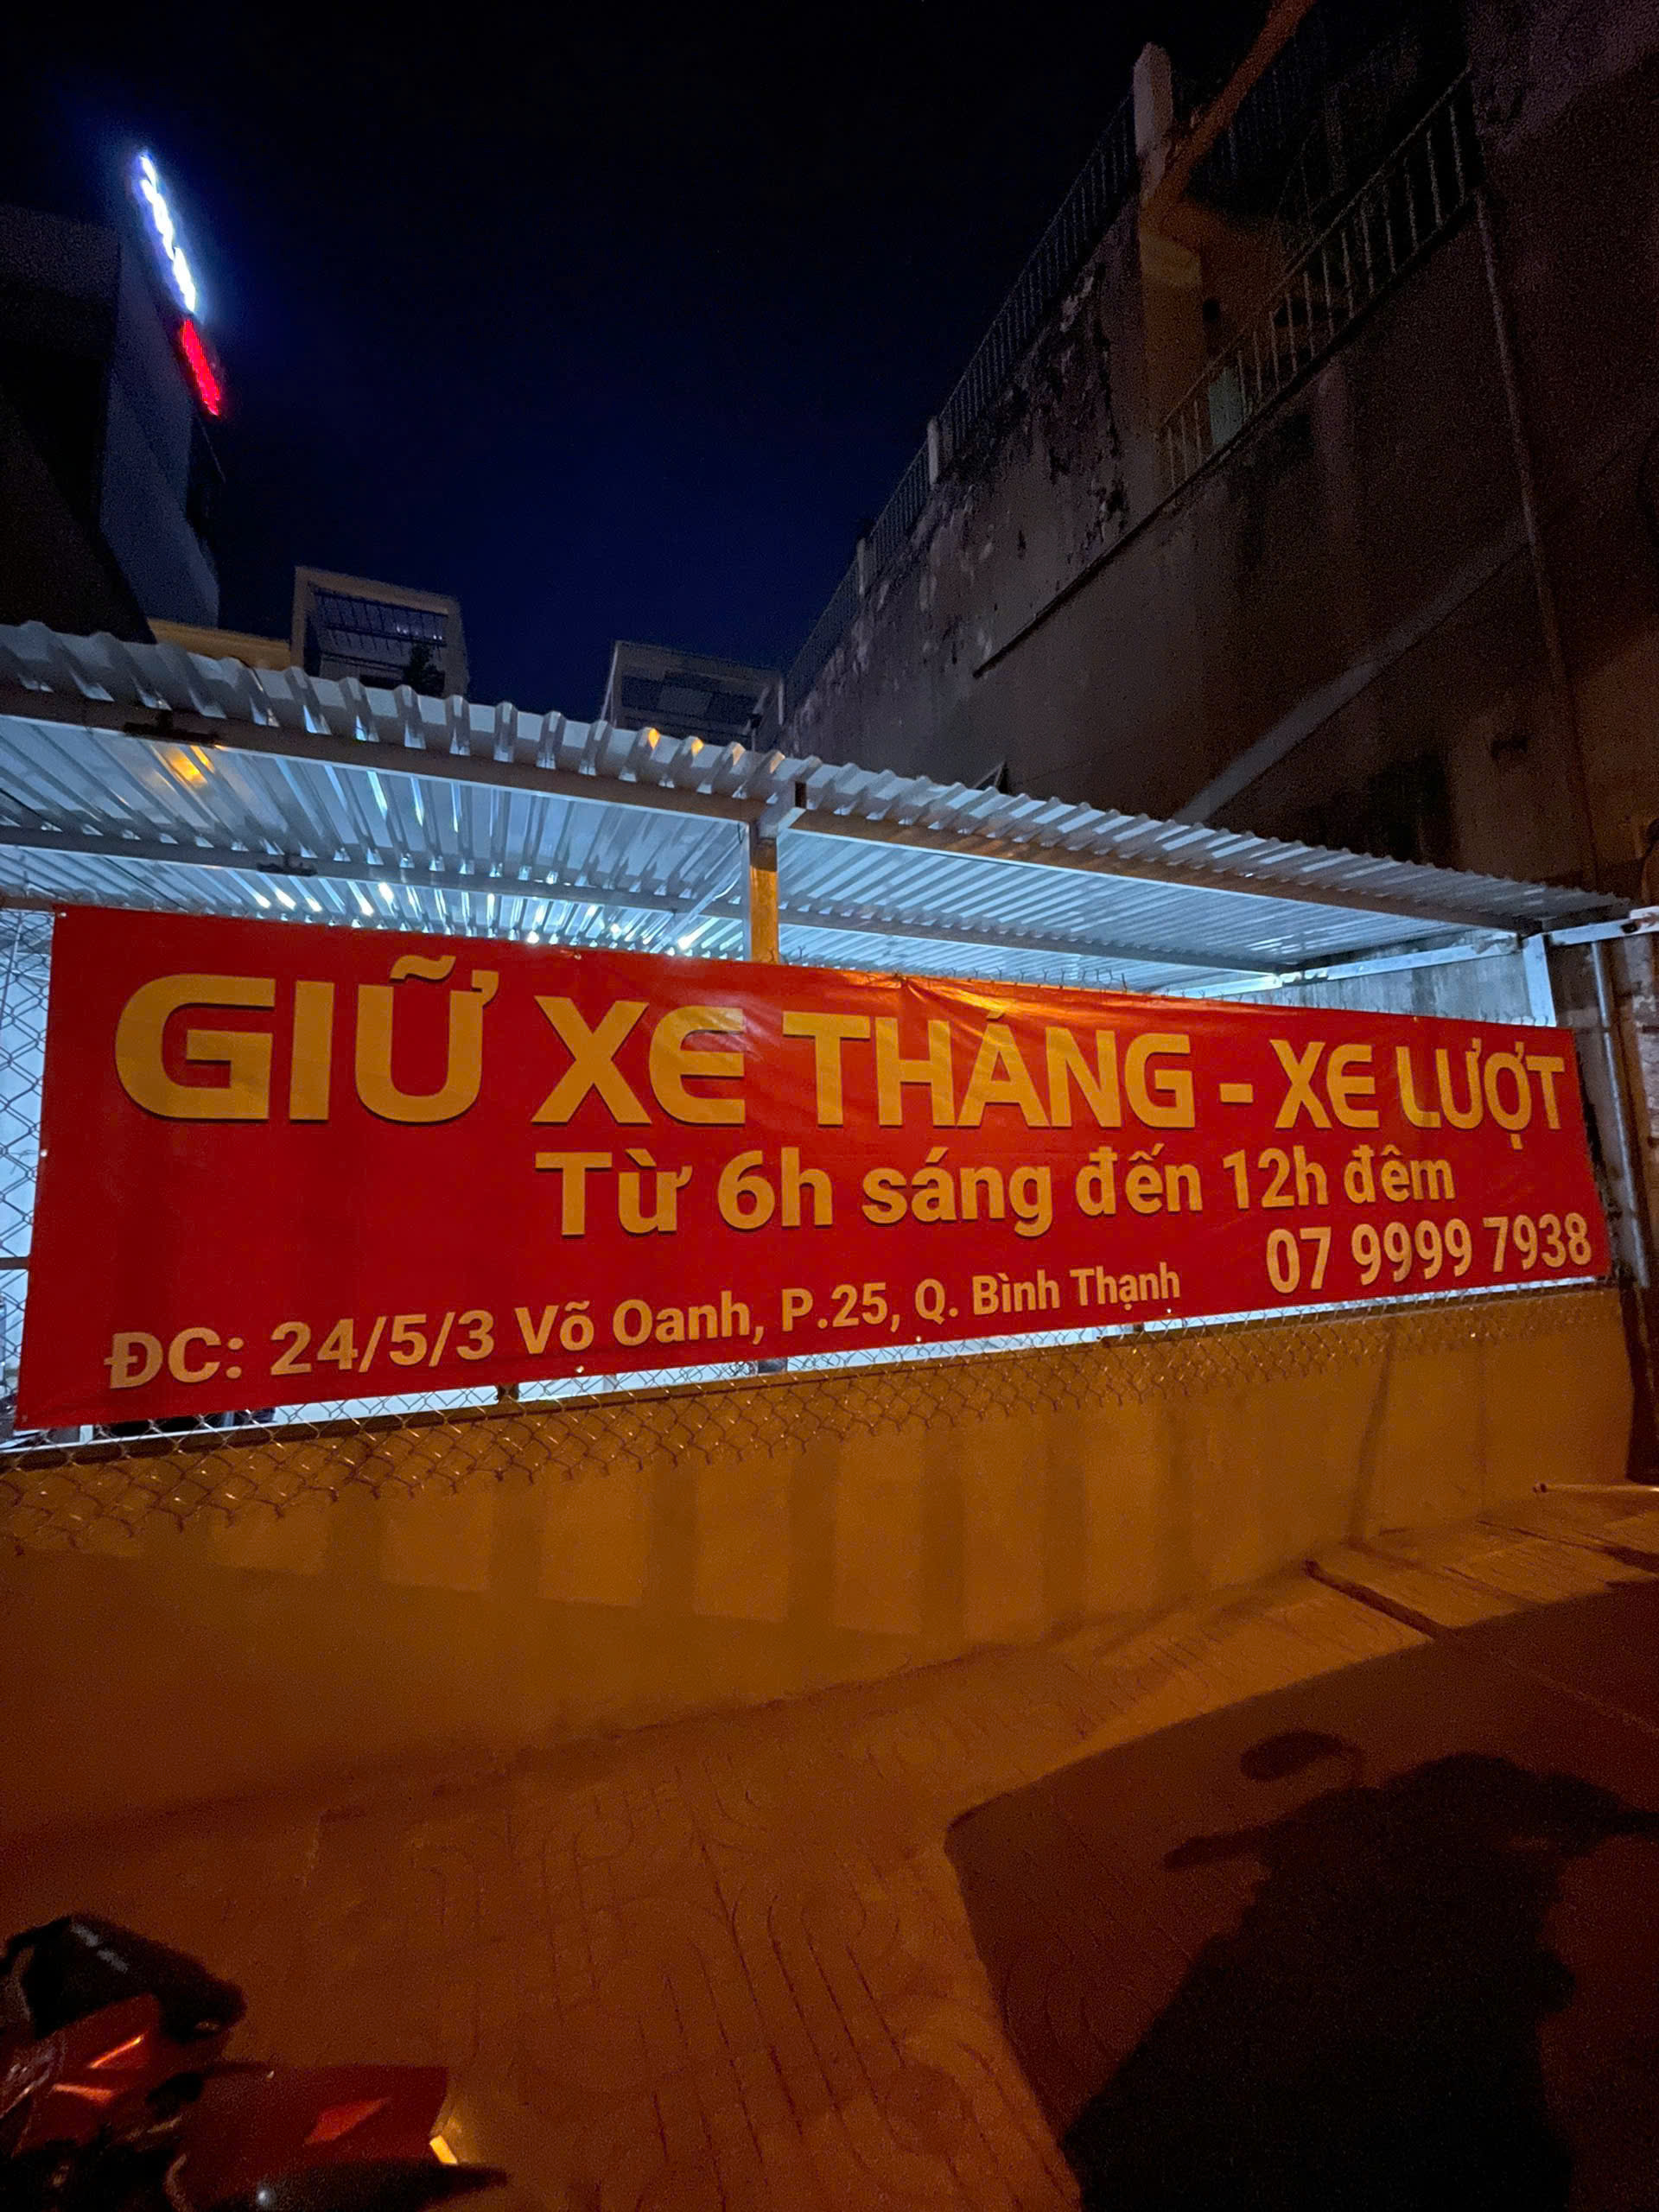 GIỮ XE THÁNG - XE LƯỢT
Từ 6h sáng đến 12h đêm
07 9999 7938
ĐC: 24/5/3 Võ Oanh, P.25, Q. Bình Thạnh